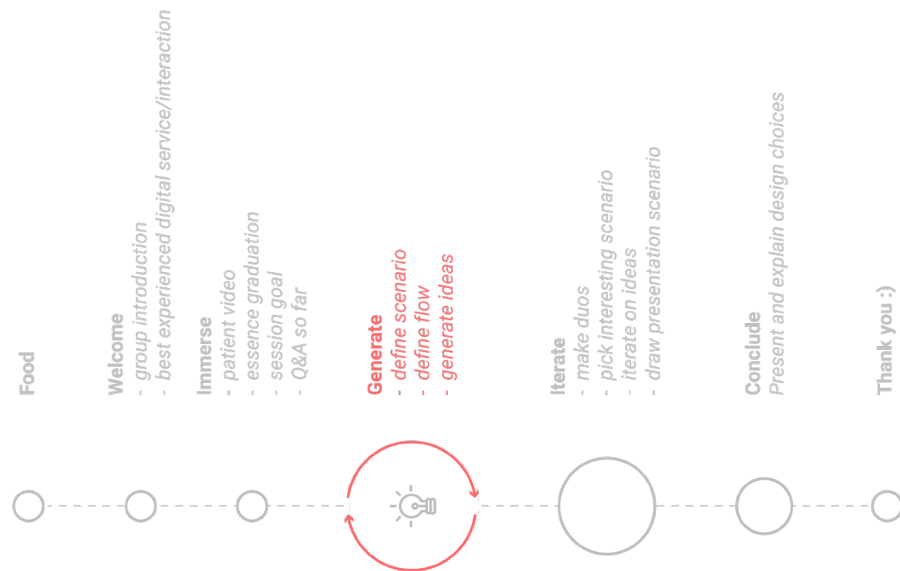 Food
Welcome
- group introduction
- best experienced digital service/interaction
Immerse
- patient video
- essence graduation
- session goal
- Q&A so far
Generate
- define scenario
- define flow
- generate ideas
Iterate
- make duos
- pick interesting scenario
- iterate on ideas
- draw presentation scenario
Conclude
Present and explain design choices
Thank you :)